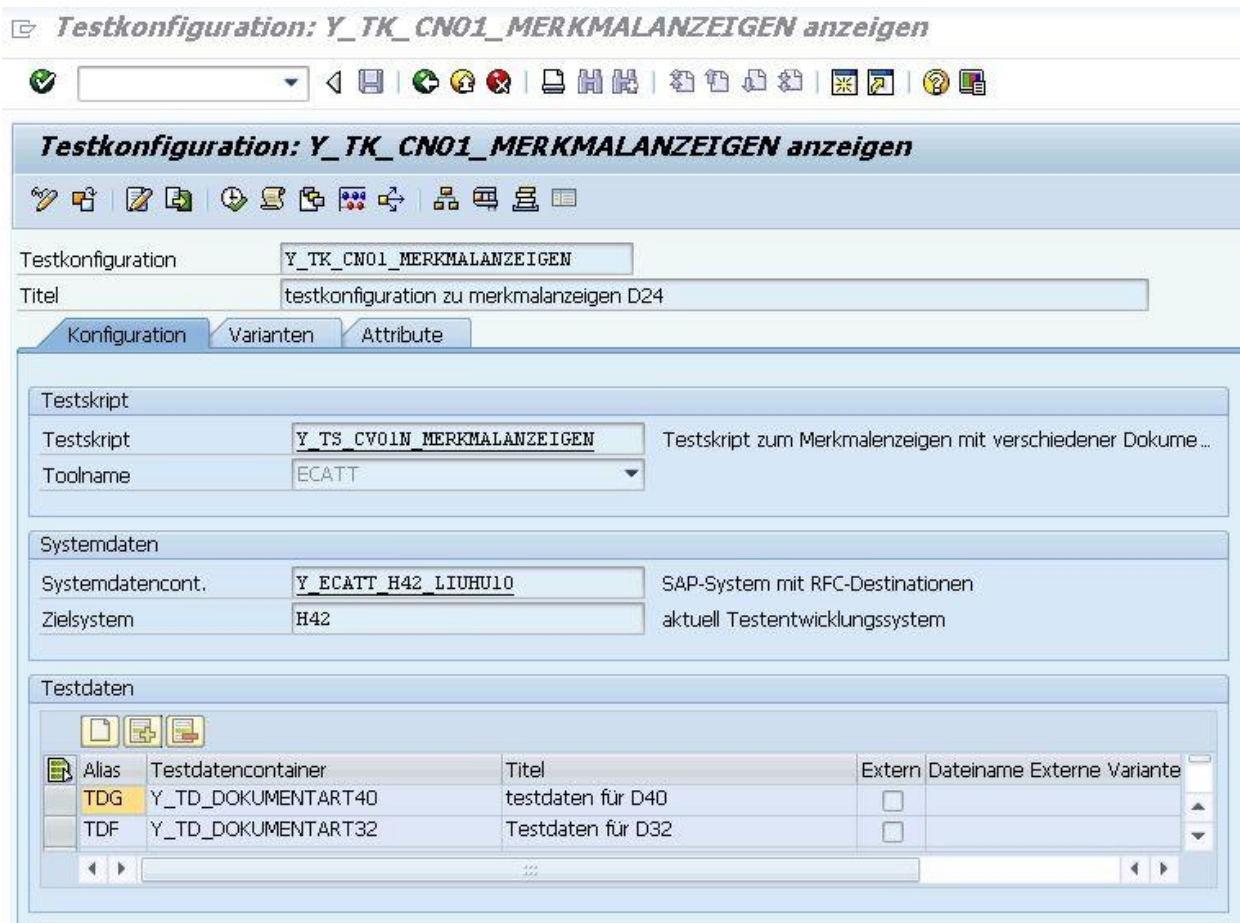 Testkonfiguration: Y_TK_CN01_MERKMALANZEIGEN anzeigen
Testkonfiguration: Y_TK_CN01_MERKMALANZEIGEN anzeigen
Testkonfiguration Y_TK_CN01_MERKMALANZEIGEN
Titel testkonfiguration zu merkmalanzeigen D24
Konfiguration Varianten Attribute
Testskript
Testskript Y_TS_CV01N_MERKMALANZEIGEN Testskript zum Merkmalenzeigen mit verschiedener Dokume...
Toolname ECATT
Systemdaten
Systemdatencont. Y_ECATT_H42_LIUHU10 SAP-System mit RFC-Destinationen
Zielsystem H42 aktuell Testentwicklungssystem
Testdaten
Alias Testdatencontainer Titel Extern Dateiname Externe Variante
TDG Y_TD_DOKUMENTART40 testdaten für D40
TDF Y_TD_DOKUMENTART32 Testdaten für D32